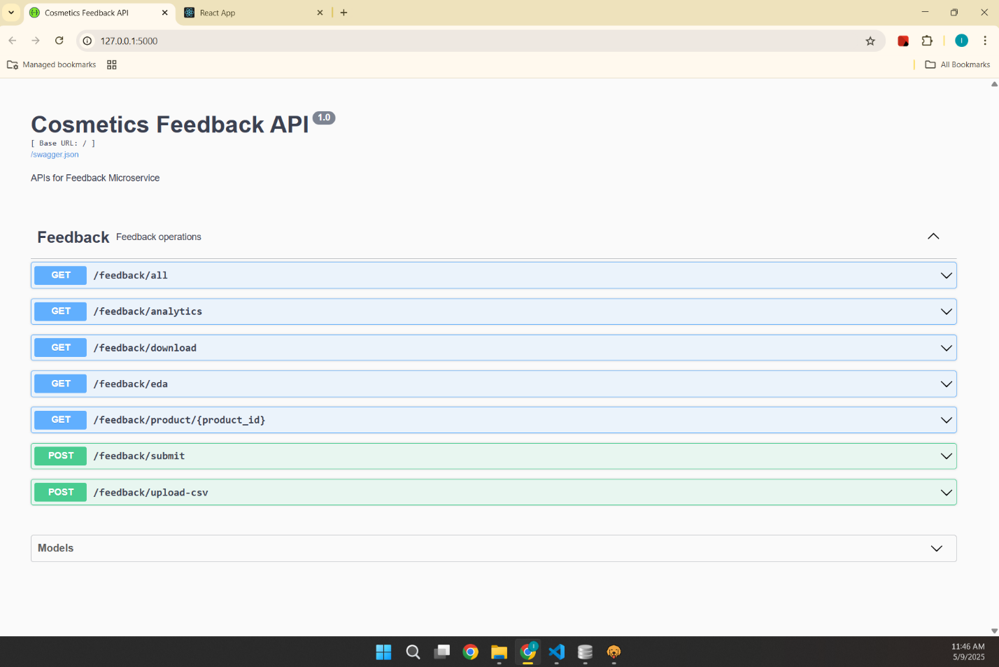 Cosmetics Feedback API
React App
127.0.0.1:5000
I
Managed bookmarks
All Bookmarks
Cosmetics Feedback API 1.0
[ Base URL: / ]
/swagger.json
APIs for Feedback Microservice
Feedback Feedback operations
GET /feedback/all
GET /feedback/analytics
GET /feedback/download
GET /feedback/eda
GET /feedback/product/{product_id}
POST /feedback/submit
POST /feedback/upload-csv
Models
11:46 AM
5/9/2025